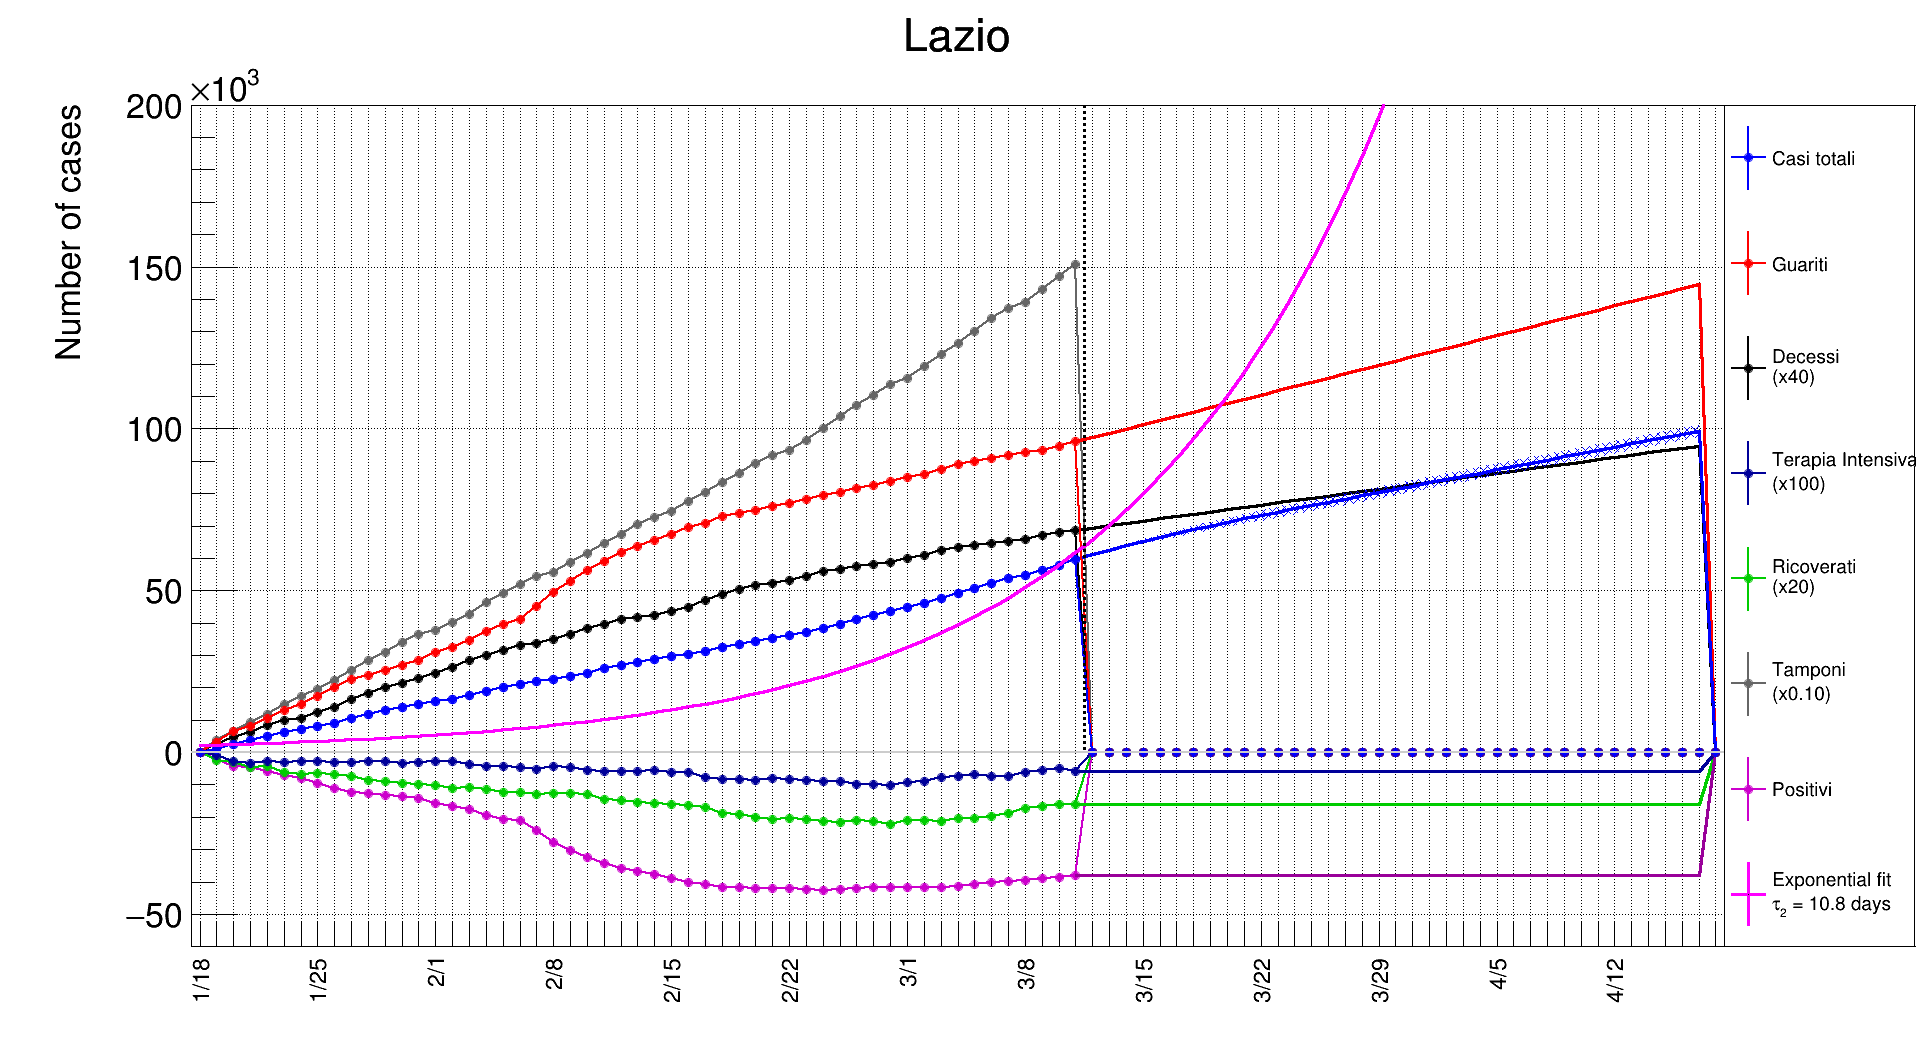 Lazio
×10³
Number of cases
200
150
100
50
0
−50
1/18
1/25
2/1
2/8
2/15
2/22
3/1
3/8
3/15
3/22
3/29
4/5
4/12
Casi totali
Guariti
Decessi
(x40)
Terapia Intensiva
(x100)
Ricoverati
(x20)
Tamponi
(x0.10)
Positivi
Exponential fit
τ₂ = 10.8 days